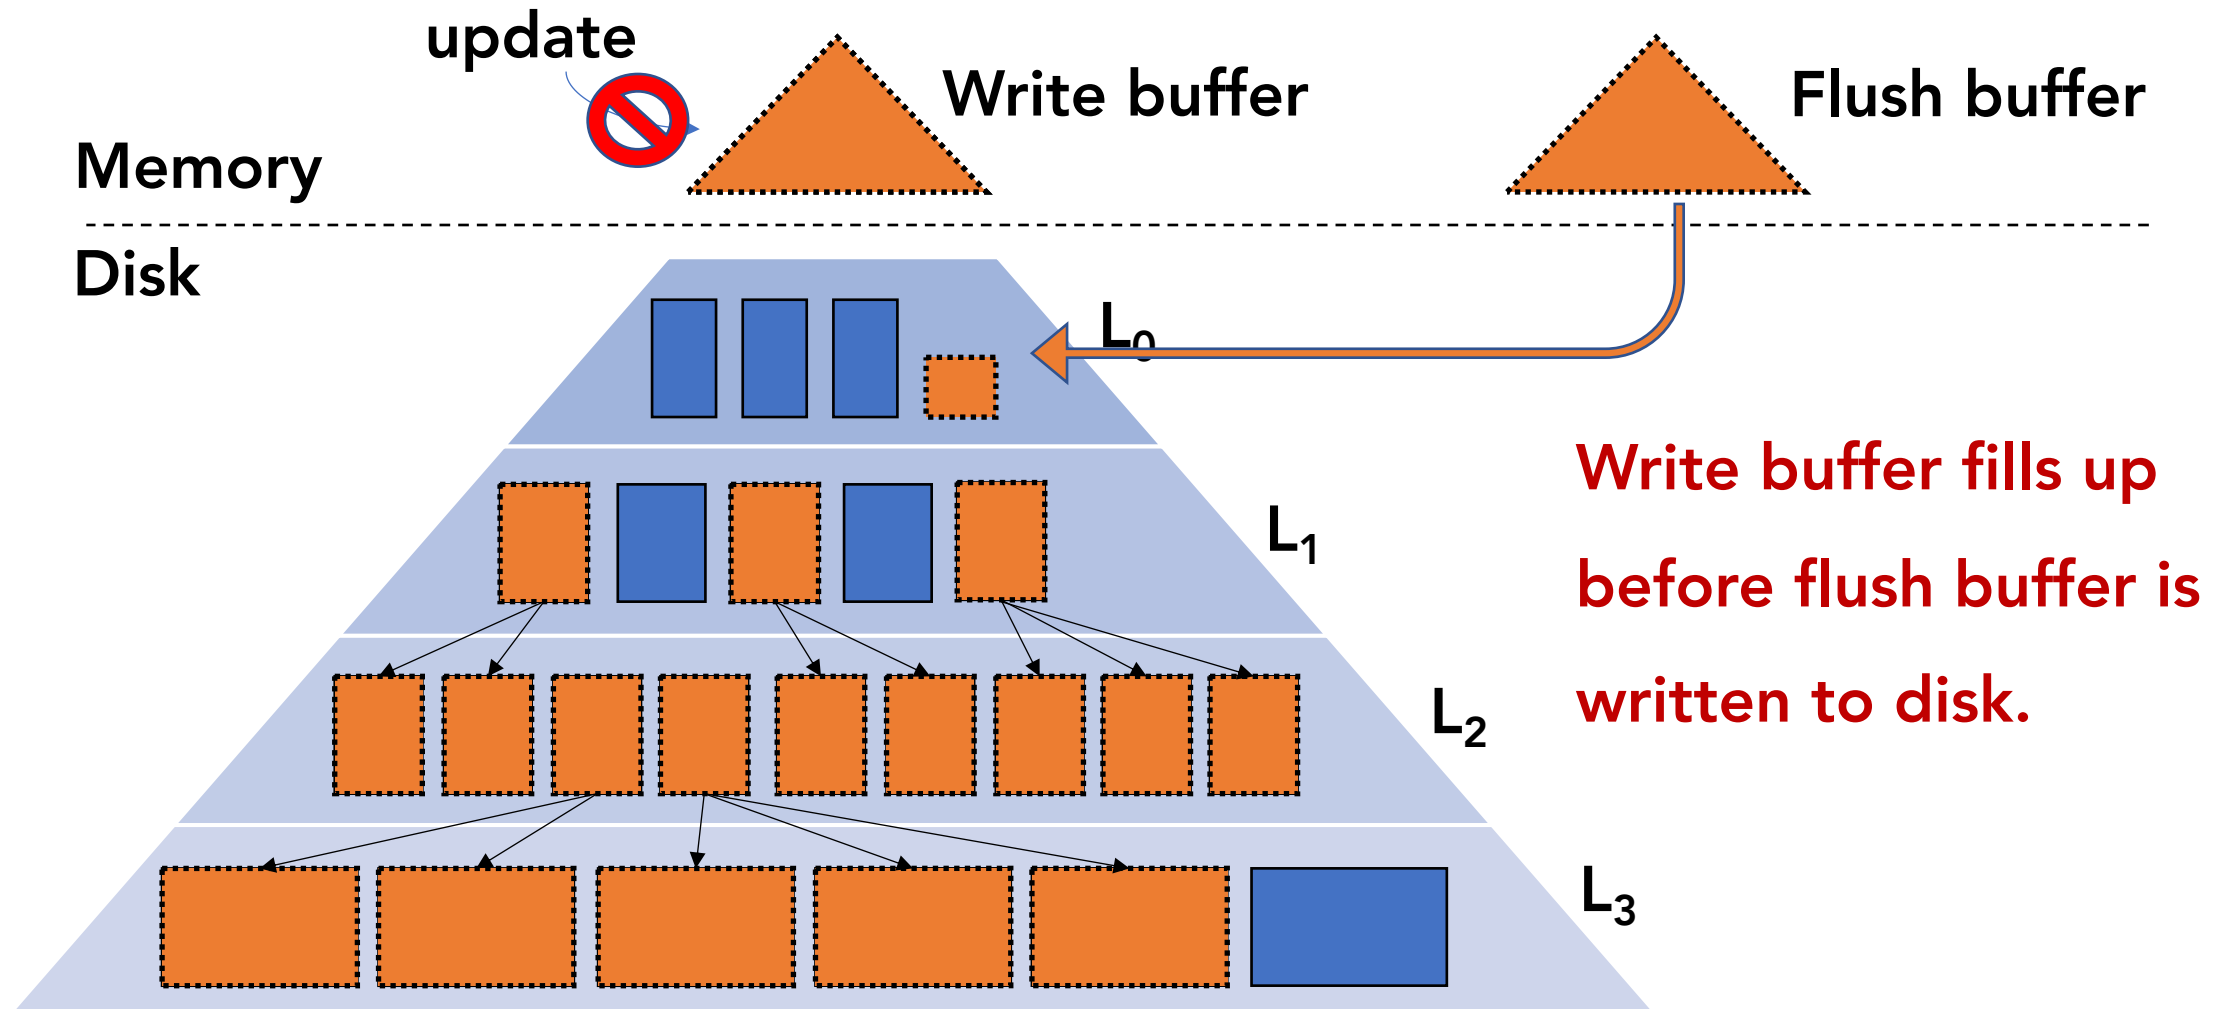 update
Write buffer
Flush buffer
Memory
Disk
L₀
L₁
L₂
L₃
Write buffer fills up
before flush buffer is
written to disk.